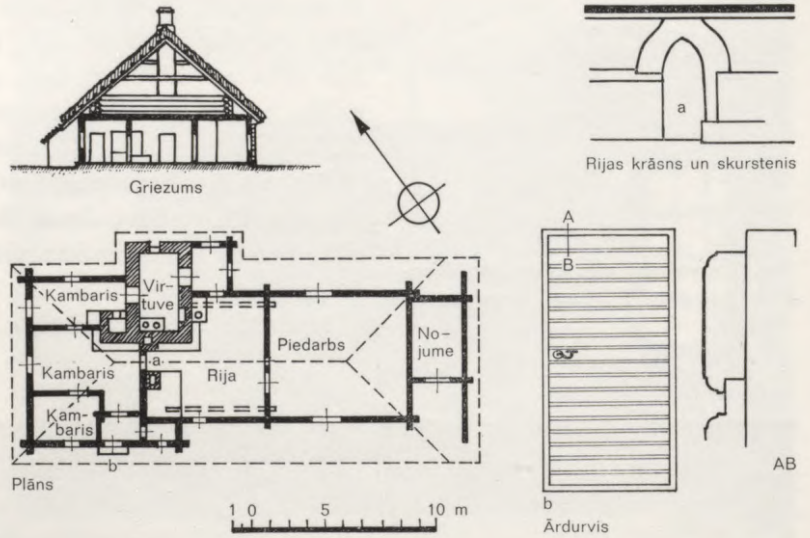 Griezums
a
Rijas krāsns un skurstenis
Kambaris
Vir-
tuve
Kambaris
a
Rija
Piedarbs
No-
jume
Kam-
baris
b
Plāns
1 0 5 10 m
A
B
b
Ārdurvis
AB